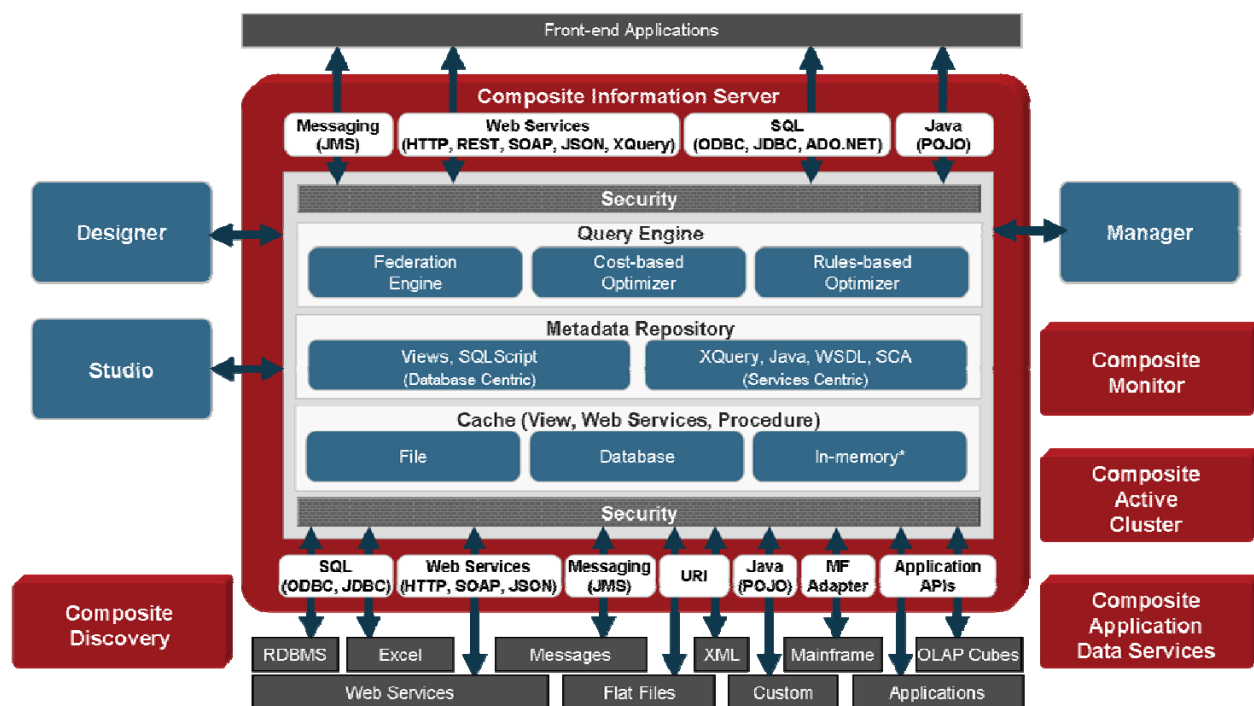 Front-end Applications
Composite Information Server
Messaging
(JMS)
Web Services
(HTTP, REST, SOAP, JSON, XQuery)
SQL
(ODBC, JDBC, ADO.NET)
Java
(POJO)
Security
Designer
Manager
Query Engine
Federation
Engine
Cost-based
Optimizer
Rules-based
Optimizer
Metadata Repository
Studio
Views, SQLScript
(Database Centric)
XQuery, Java, WSDL, SCA
(Services Centric)
Composite
Monitor
Cache (View, Web Services, Procedure)
File
Database
In-memory*
Composite
Active
Cluster
Security
SQL
(ODBC, JDBC)
Web Services
(HTTP, SOAP, JSON)
Messaging
(JMS)
URI
Java
(POJO)
MF
Adapter
Application
APIs
Composite
Discovery
Composite
Application
Data Services
RDBMS
Excel
Messages
XML
Mainframe
OLAP Cubes
Web Services
Flat Files
Custom
Applications